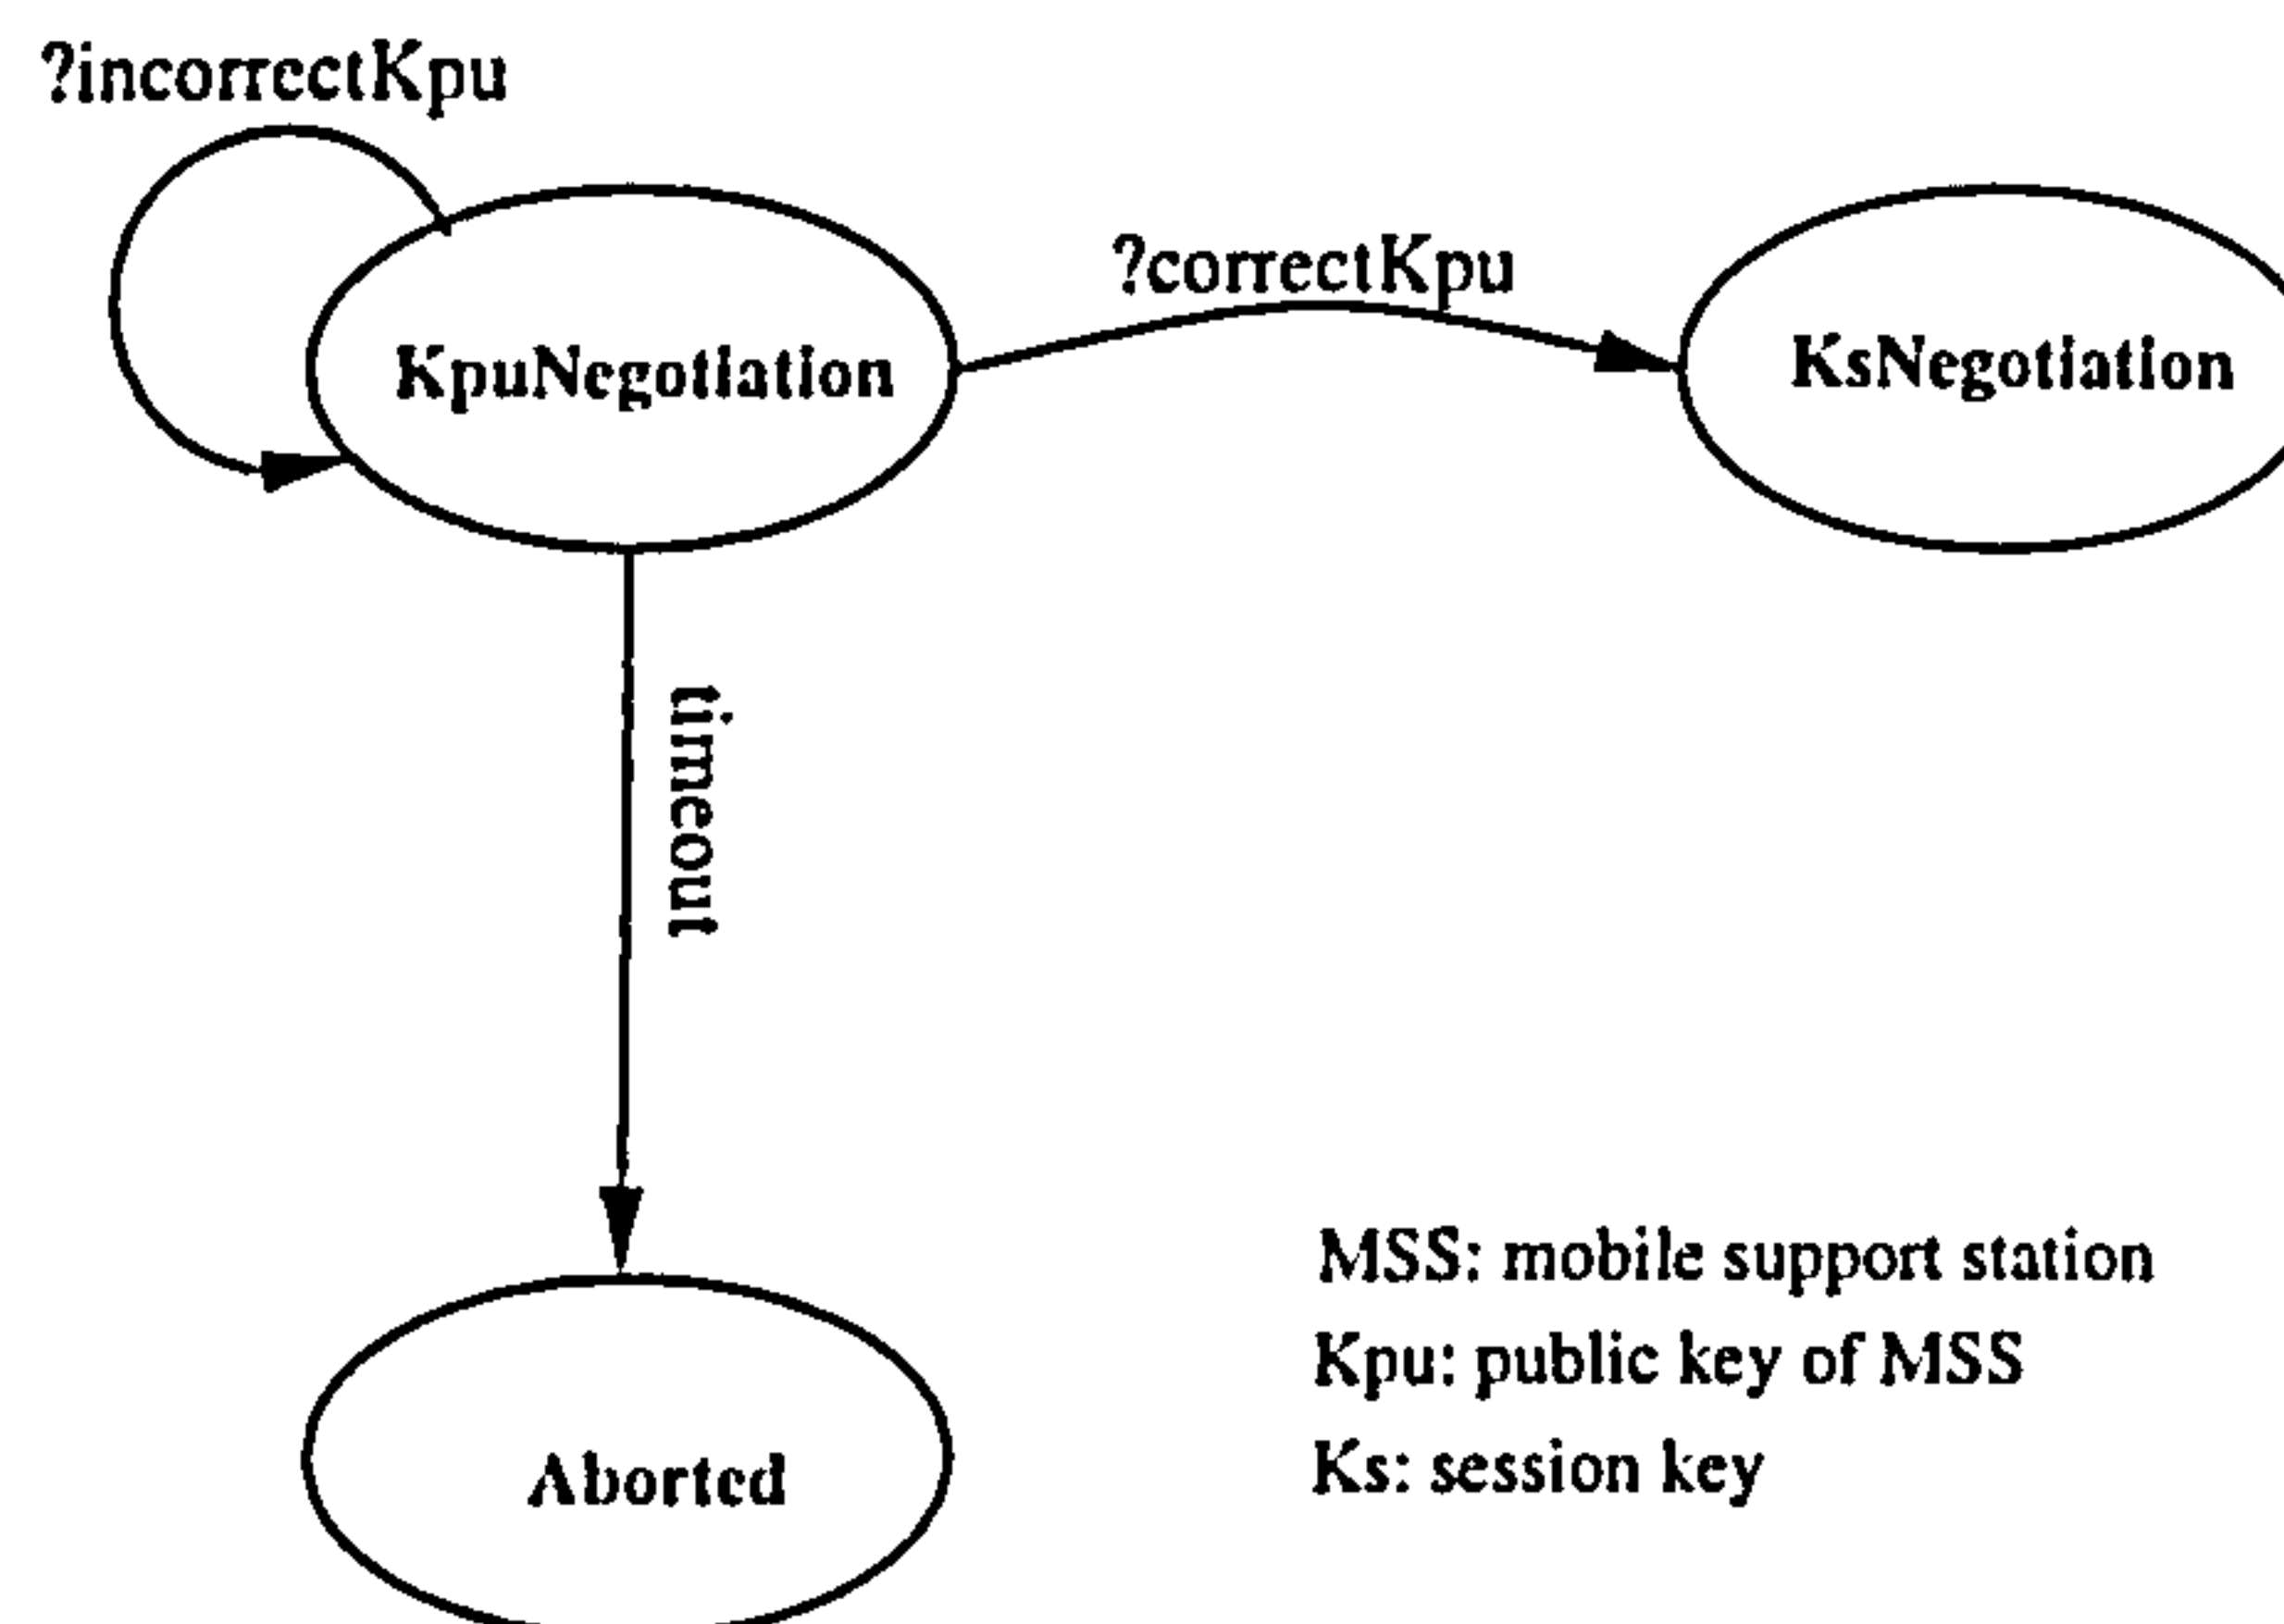 ?incorrectKpu
?correctKpu
KpuNegotiation
KsNegotiation
timeout
Aborted
MSS: mobile support station
Kpu: public key of MSS
Ks: session key